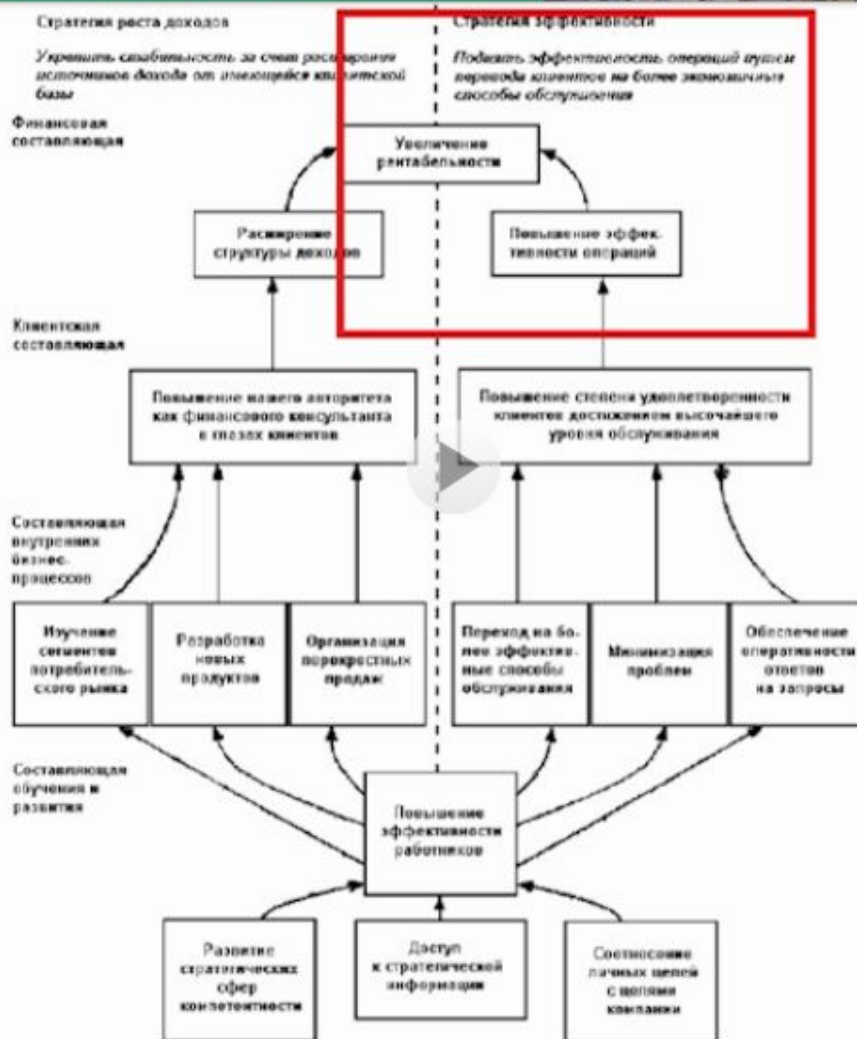 Стратегия роста доходов
Укрепить стабильность за счет расширения
источников дохода от имеющейся клиентской
базы
Стратегия эффективности
Поднять эффективность операций путем
перевода клиентов на более экономичные
способы обслуживания
Финансовая
составляющая
Увеличение
рентабельности
Расширение
структуры доходов
Повышение эффек-
тивности операций
Клиентская
составляющая
Повышение нашего авторитета
как финансового консультанта
в глазах клиентов
Повышение степени удовлетворенности
клиентов достижением высочайшего
уровня обслуживания
Составляющая
внутренних
бизнес-
процессов
Изучение
сегментов
потребитель-
ского рынка
Разработка
новых
продуктов
Организация
перекрестных
продаж
Переход на бо-
лее эффектив-
ные способы
обслуживания
Минимизация
проблем
Обеспечение
оперативности
ответов
на запросы
Составляющая
обучения и
развития
Повышение
эффективности
работников
Развитие
стратегических
сфер
компетентности
Доступ
к стратегической
информации
Соотнесение
личных целей
с целями
компании